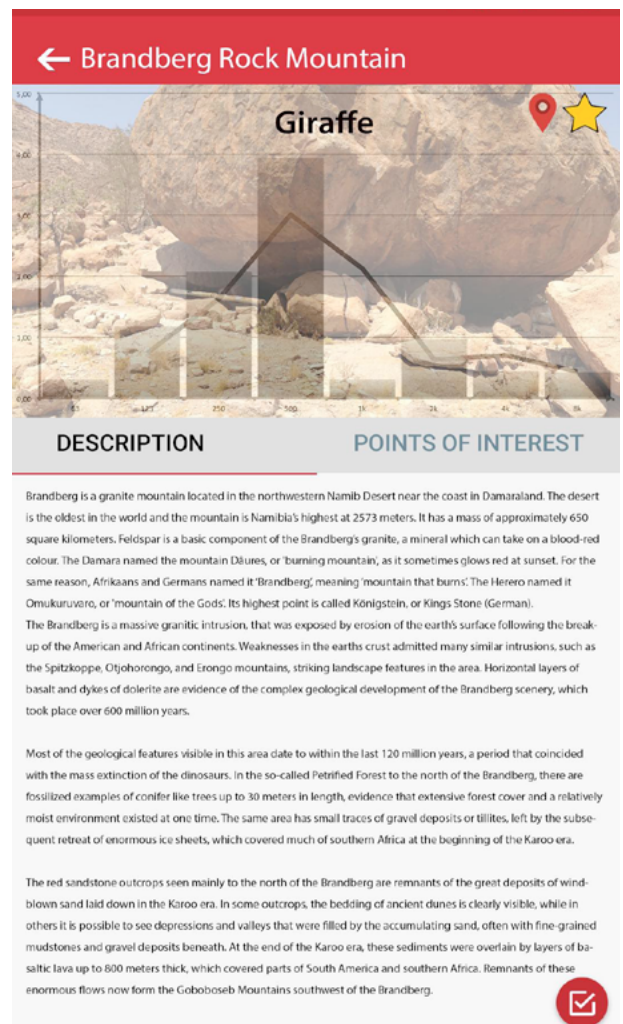 Brandberg Rock Mountain
5,00
Giraffe
4,00
3,00
2,00
1,00
0,00
63 125 250 500 1k 2k 4k 8k
DESCRIPTION POINTS OF INTEREST
Brandberg is a granite mountain located in the northwestern Namib Desert near the coast in Damaraland. The desert
is the oldest in the world and the mountain is Namibia's highest at 2573 meters. It has a mass of approximately 650
square kilometers. Feldspar is a basic component of the Brandberg's granite, a mineral which can take on a blood-red
colour. The Damara named the mountain Dâures, or 'burning mountain', as it sometimes glows red at sunset. For the
same reason, Afrikaans and Germans named it 'Brandberg', meaning 'mountain that burns'. The Herero named it
Omukuruvaro, or 'mountain of the Gods'. Its highest point is called Königstein, or Kings Stone (German).
The Brandberg is a massive granitic intrusion, that was exposed by erosion of the earth's surface following the break-
up of the American and African continents. Weaknesses in the earths crust admitted many similar intrusions, such as
the Spitzkoppe, Otjohorongo, and Erongo mountains, striking landscape features in the area. Horizontal layers of
basalt and dykes of dolerite are evidence of the complex geological development of the Brandberg scenery, which
took place over 600 million years.
Most of the geological features visible in this area date to within the last 120 million years, a period that coincided
with the mass extinction of the dinosaurs. In the so-called Petrified Forest to the north of the Brandberg, there are
fossilized examples of conifer like trees up to 30 meters in length, evidence that extensive forest cover and a relatively
moist environment existed at one time. The same area has small traces of gravel deposits or tillites, left by the subse-
quent retreat of enormous ice sheets, which covered much of southern Africa at the beginning of the Karoo era.
The red sandstone outcrops seen mainly to the north of the Brandberg are remnants of the great deposits of wind-
blown sand laid down in the Karoo era. In some outcrops, the bedding of ancient dunes is clearly visible, while in
others it is possible to see depressions and valleys that were filled by the accumulating sand, often with fine-grained
mudstones and gravel deposits beneath. At the end of the Karoo era, these sediments were overlain by layers of ba-
saltic lava up to 800 meters thick, which covered parts of South America and southern Africa. Remnants of these
enormous flows now form the Goboboseb Mountains southwest of the Brandberg.